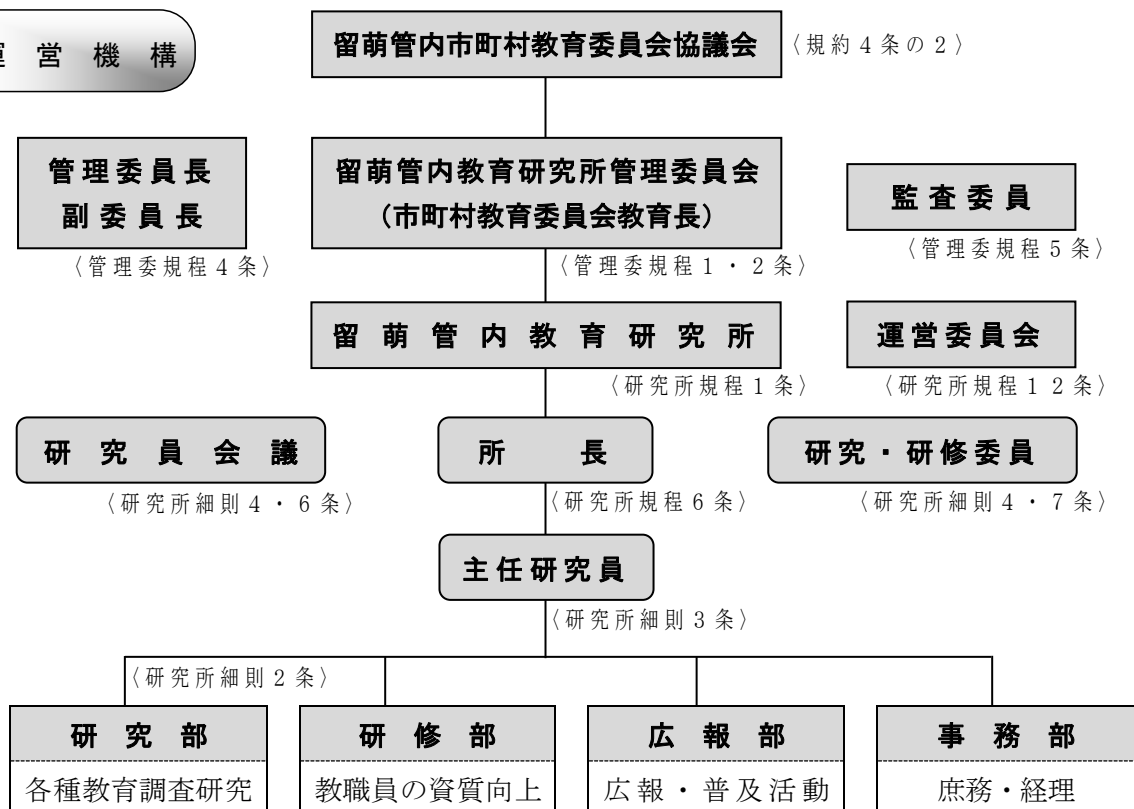 運営機構
留萌管内市町村教育委員会協議会 〈規約4条の2〉
管理委員長
副委員長
〈管理委規程4条〉
留萌管内教育研究所管理委員会
(市町村教育委員会教育長)
〈管理委規程1・2条〉
監査委員
〈管理委規程5条〉
留萌管内教育研究所
〈研究所規程1条〉
運営委員会
〈研究所規程12条〉
研究員会議
〈研究所細則4・6条〉
所長
〈研究所規程6条〉
研究・研修委員
〈研究所細則4・7条〉
主任研究員
〈研究所細則3条〉
〈研究所細則2条〉
研究部
各種教育調査研究
研修部
教職員の資質向上
広報部
広報・普及活動
事務部
庶務・経理